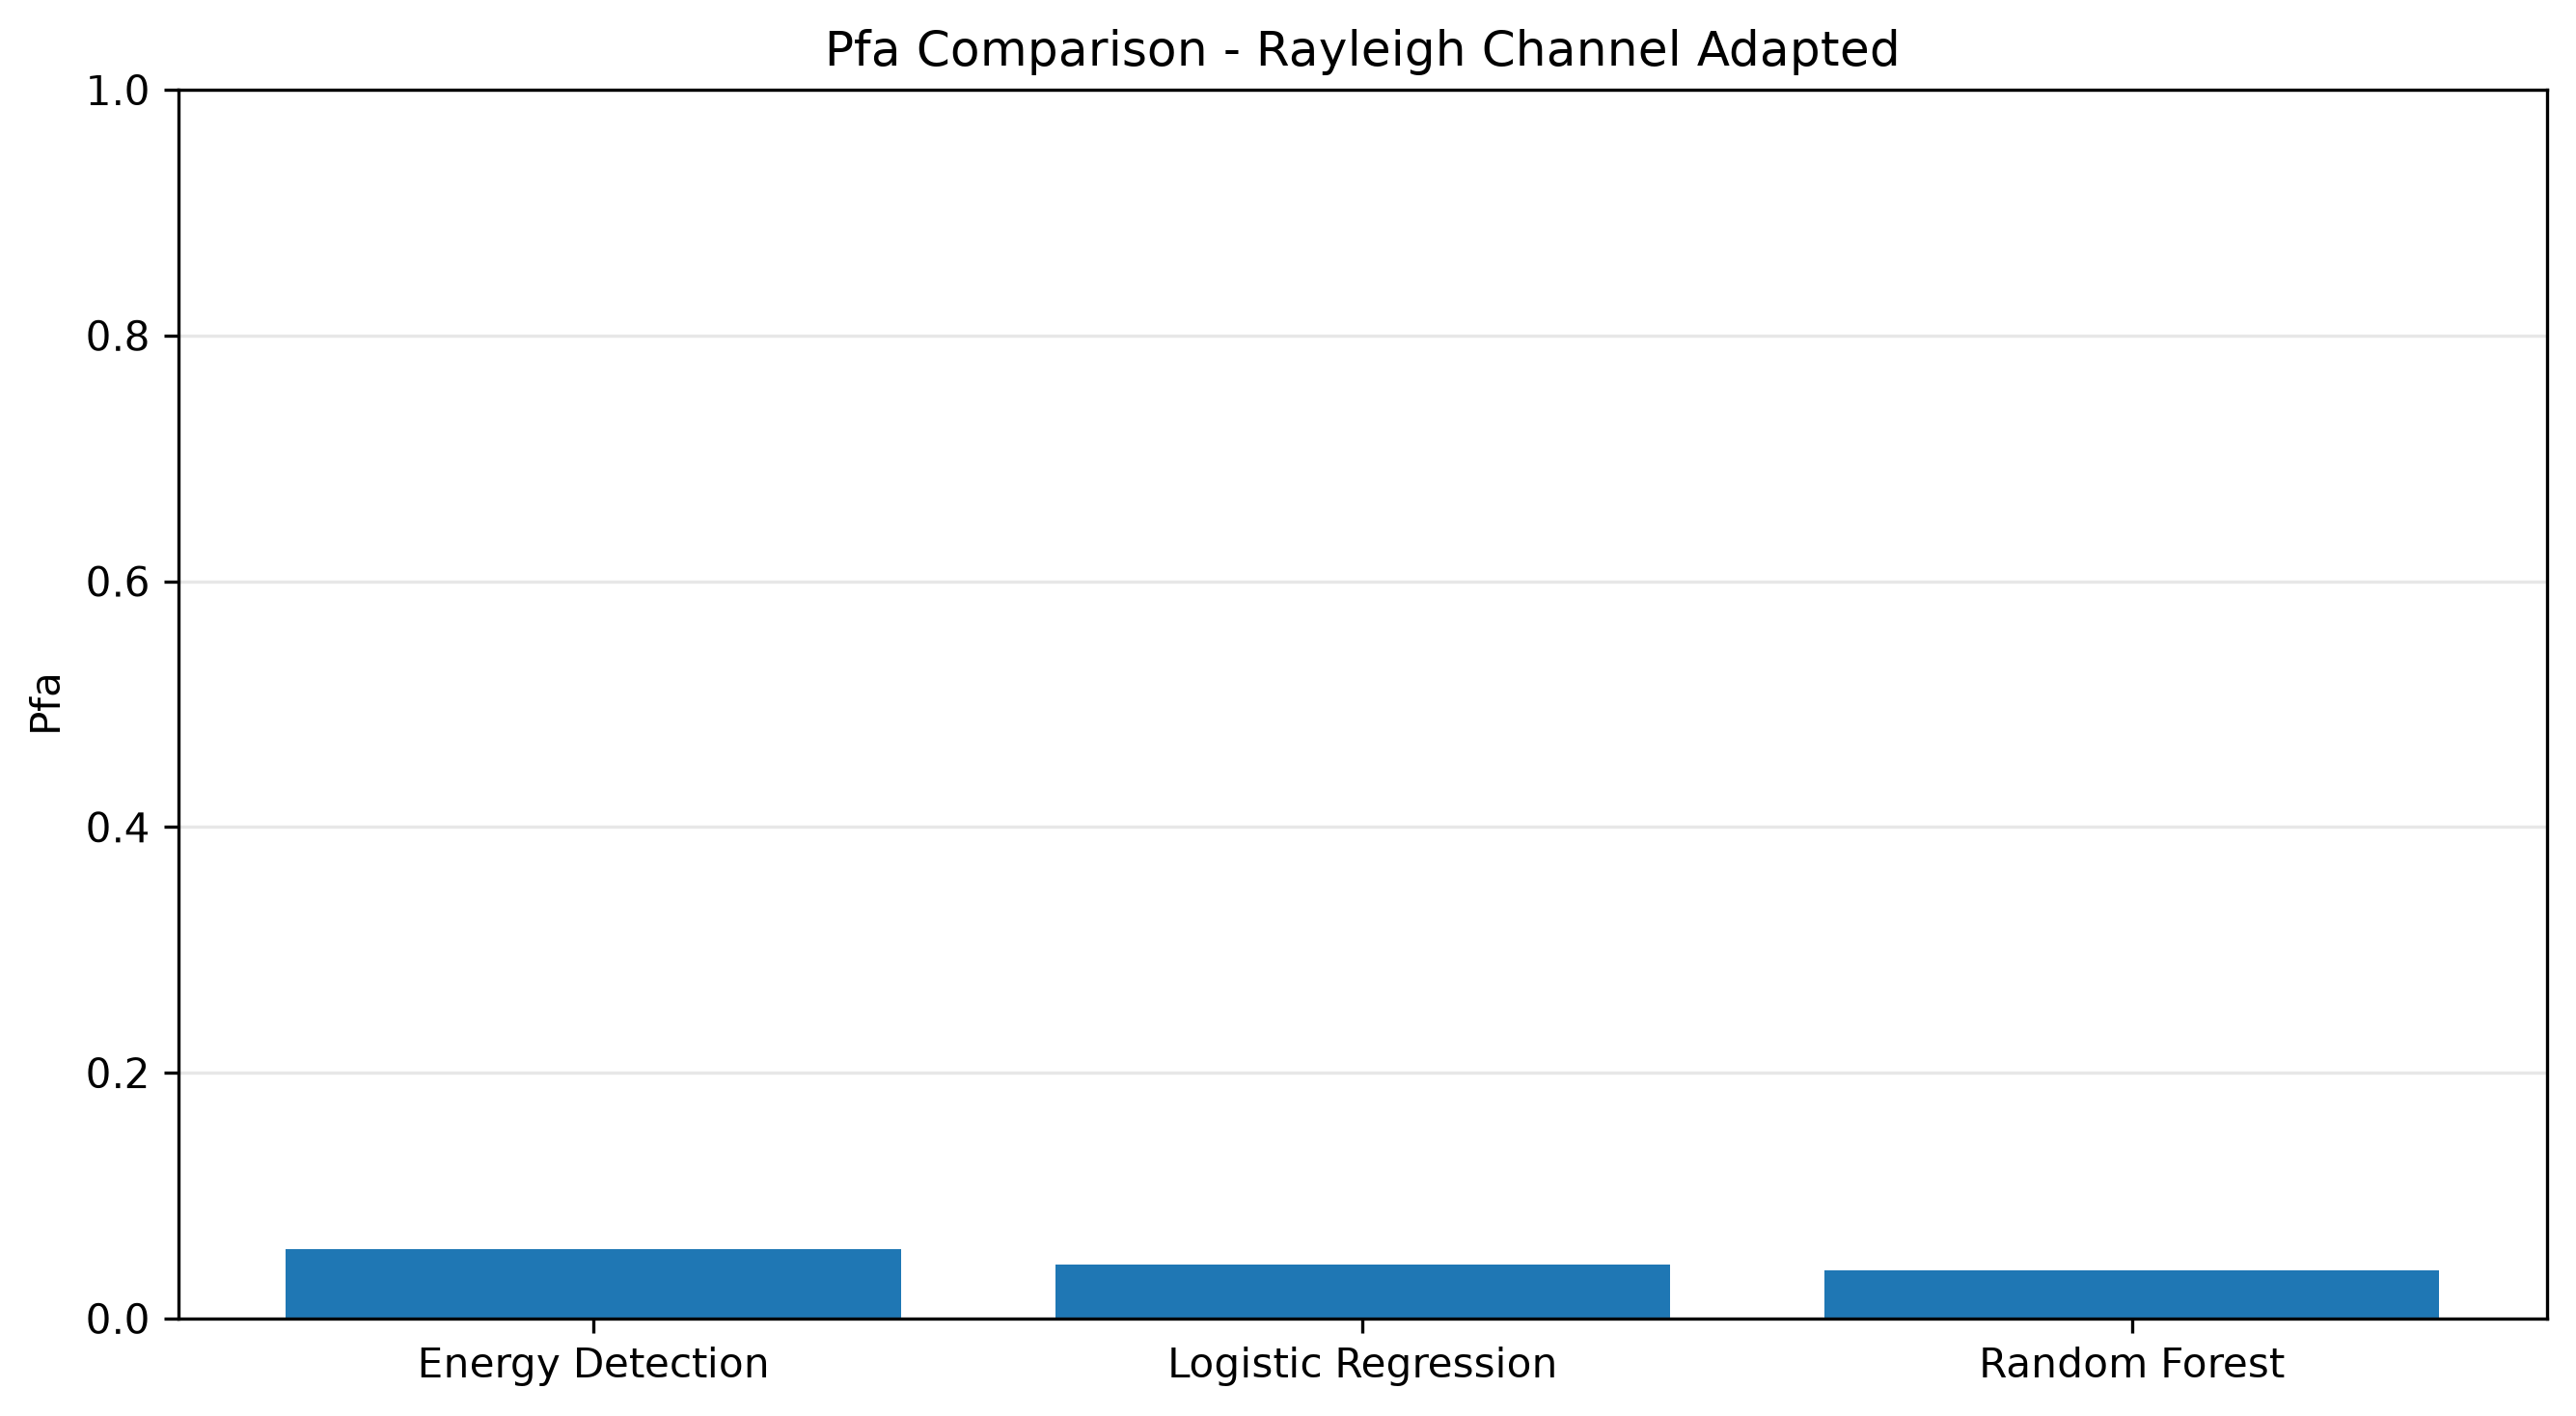 Pfa Comparison - Rayleigh Channel Adapted
1.0
0.8
0.6
0.4
0.2
0.0
Pfa
Energy Detection
Logistic Regression
Random Forest